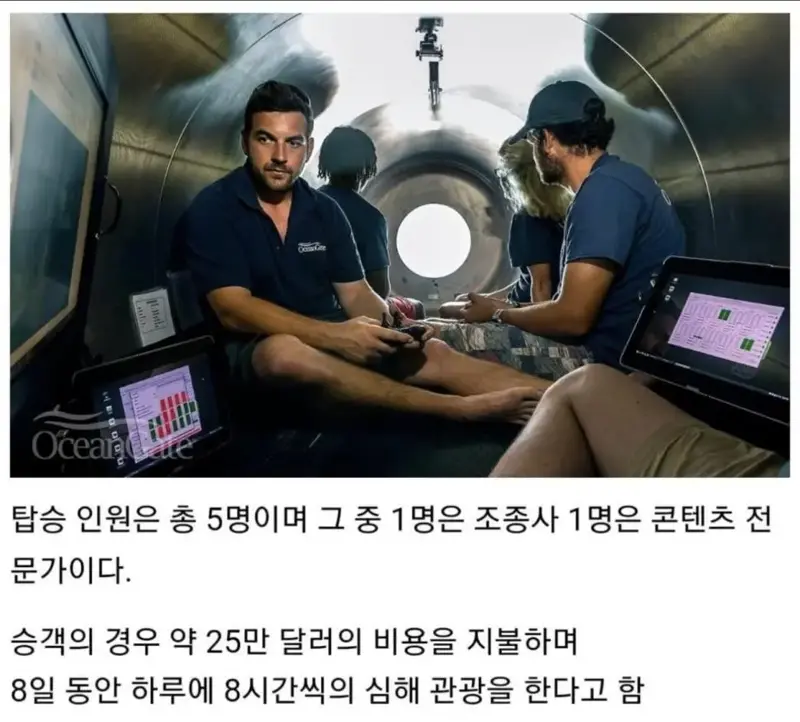 OceanGate
OceanGate
탑승 인원은 총 5명이며 그 중 1명은 조종사 1명은 콘텐츠 전
문가이다.
승객의 경우 약 25만 달러의 비용을 지불하며
8일 동안 하루에 8시간씩의 심해 관광을 한다고 함